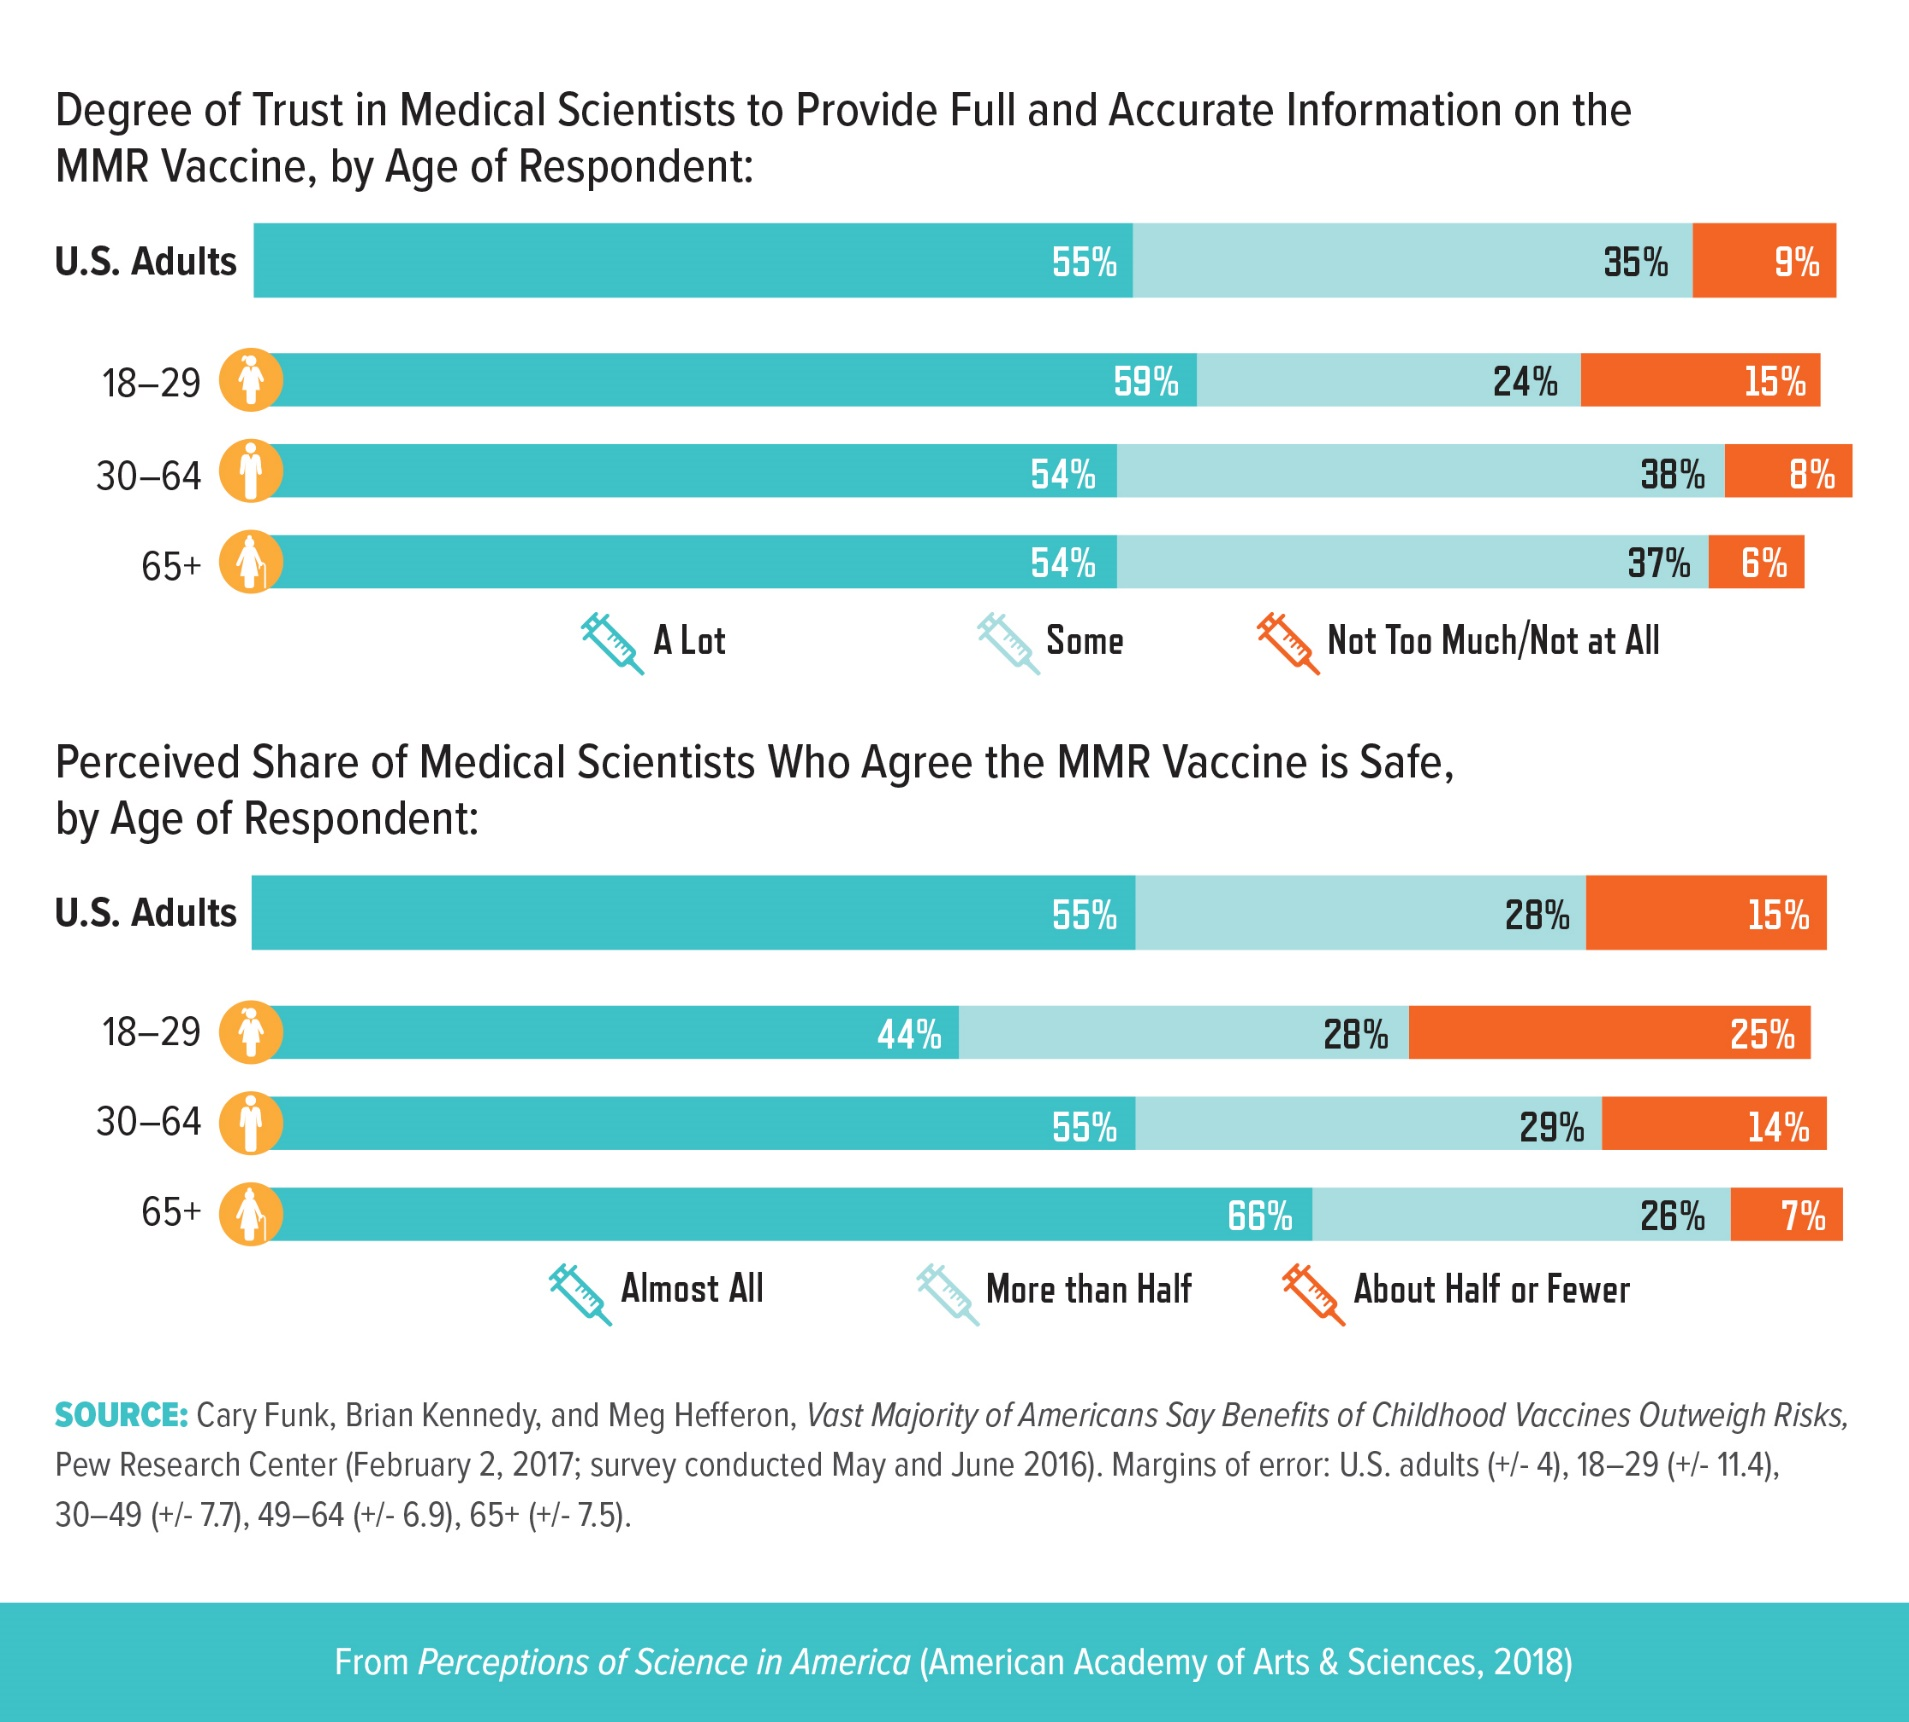 Degree of Trust in Medical Scientists to Provide Full and Accurate Information on the
MMR Vaccine, by Age of Respondent:
U.S. Adults 55% 35% 9%
18–29 59% 24% 15%
30–64 54% 38% 8%
65+ 54% 37% 6%
A Lot Some Not Too Much/Not at All
Perceived Share of Medical Scientists Who Agree the MMR Vaccine is Safe,
by Age of Respondent:
U.S. Adults 55% 28% 15%
18–29 44% 28% 25%
30–64 55% 29% 14%
65+ 66% 26% 7%
Almost All More than Half About Half or Fewer
SOURCE: Cary Funk, Brian Kennedy, and Meg Hefferon, Vast Majority of Americans Say Benefits of Childhood Vaccines Outweigh Risks,
Pew Research Center (February 2, 2017; survey conducted May and June 2016). Margins of error: U.S. adults (+/- 4), 18–29 (+/- 11.4),
30–49 (+/- 7.7), 49–64 (+/- 6.9), 65+ (+/- 7.5).
From Perceptions of Science in America (American Academy of Arts & Sciences, 2018)